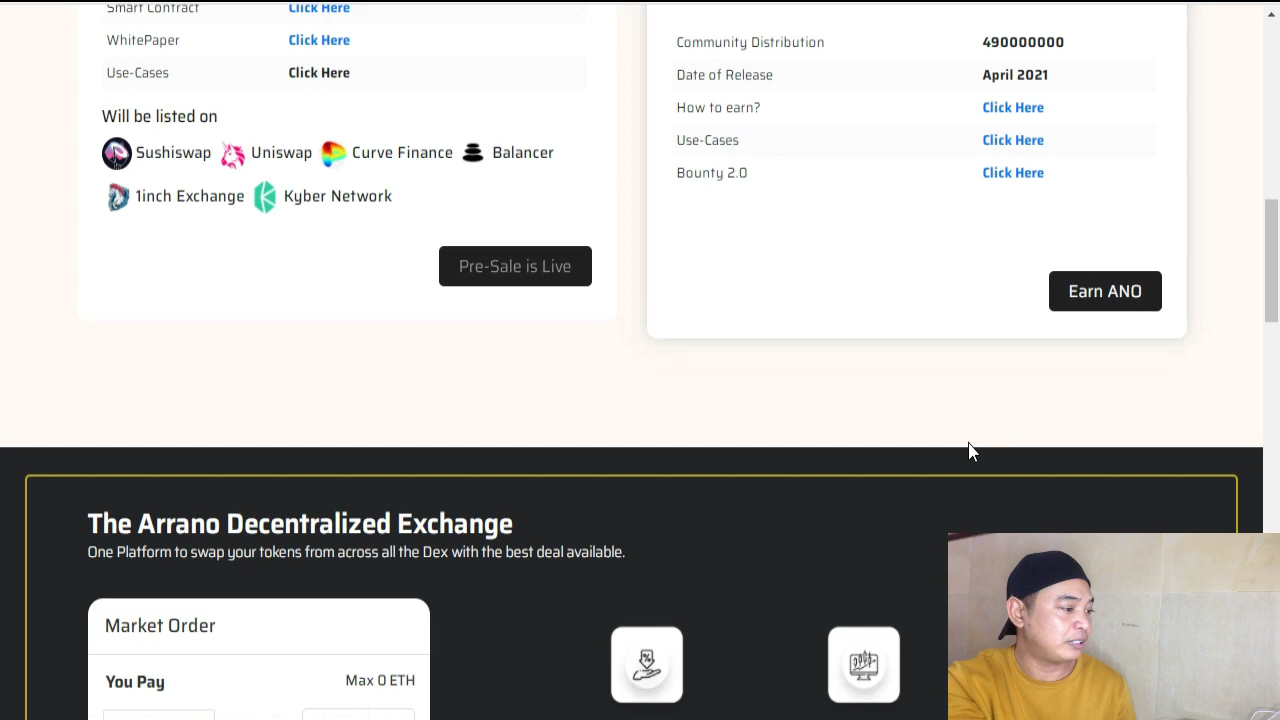 Smart Contract Click Here
WhitePaper Click Here
Use-Cases Click Here
Will be listed on
Sushiswap Uniswap Curve Finance Balancer
1inch Exchange Kyber Network
Pre-Sale is Live
Community Distribution 490000000
Date of Release April 2021
How to earn? Click Here
Use-Cases Click Here
Bounty 2.0 Click Here
Earn ANO
The Arrano Decentralized Exchange
One Platform to swap your tokens from across all the Dex with the best deal available.
Market Order
You Pay Max 0 ETH